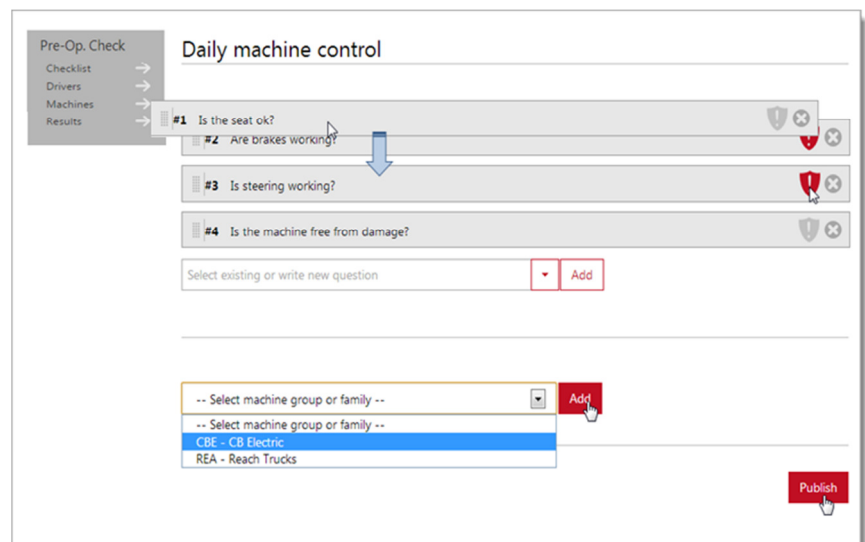 Pre-Op. Check
Checklist
Drivers
Machines
Results
Daily machine control
#1 Is the seat ok?
#2 Are brakes working?
#3 Is steering working?
#4 Is the machine free from damage?
Select existing or write new question
Add
-- Select machine group or family --
Add
-- Select machine group or family --
CBE - CB Electric
REA - Reach Trucks
Publish